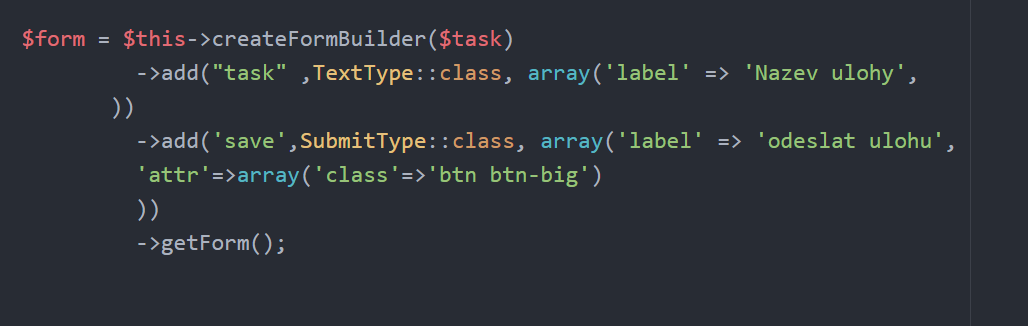 $form = $this->createFormBuilder($task)
->add("task" ,TextType::class, array('label' => 'Nazev ulohy',
))
->add('save',SubmitType::class, array('label' => 'odeslat ulohu',
'attr'=>array('class'=>'btn btn-big')
))
->getForm();